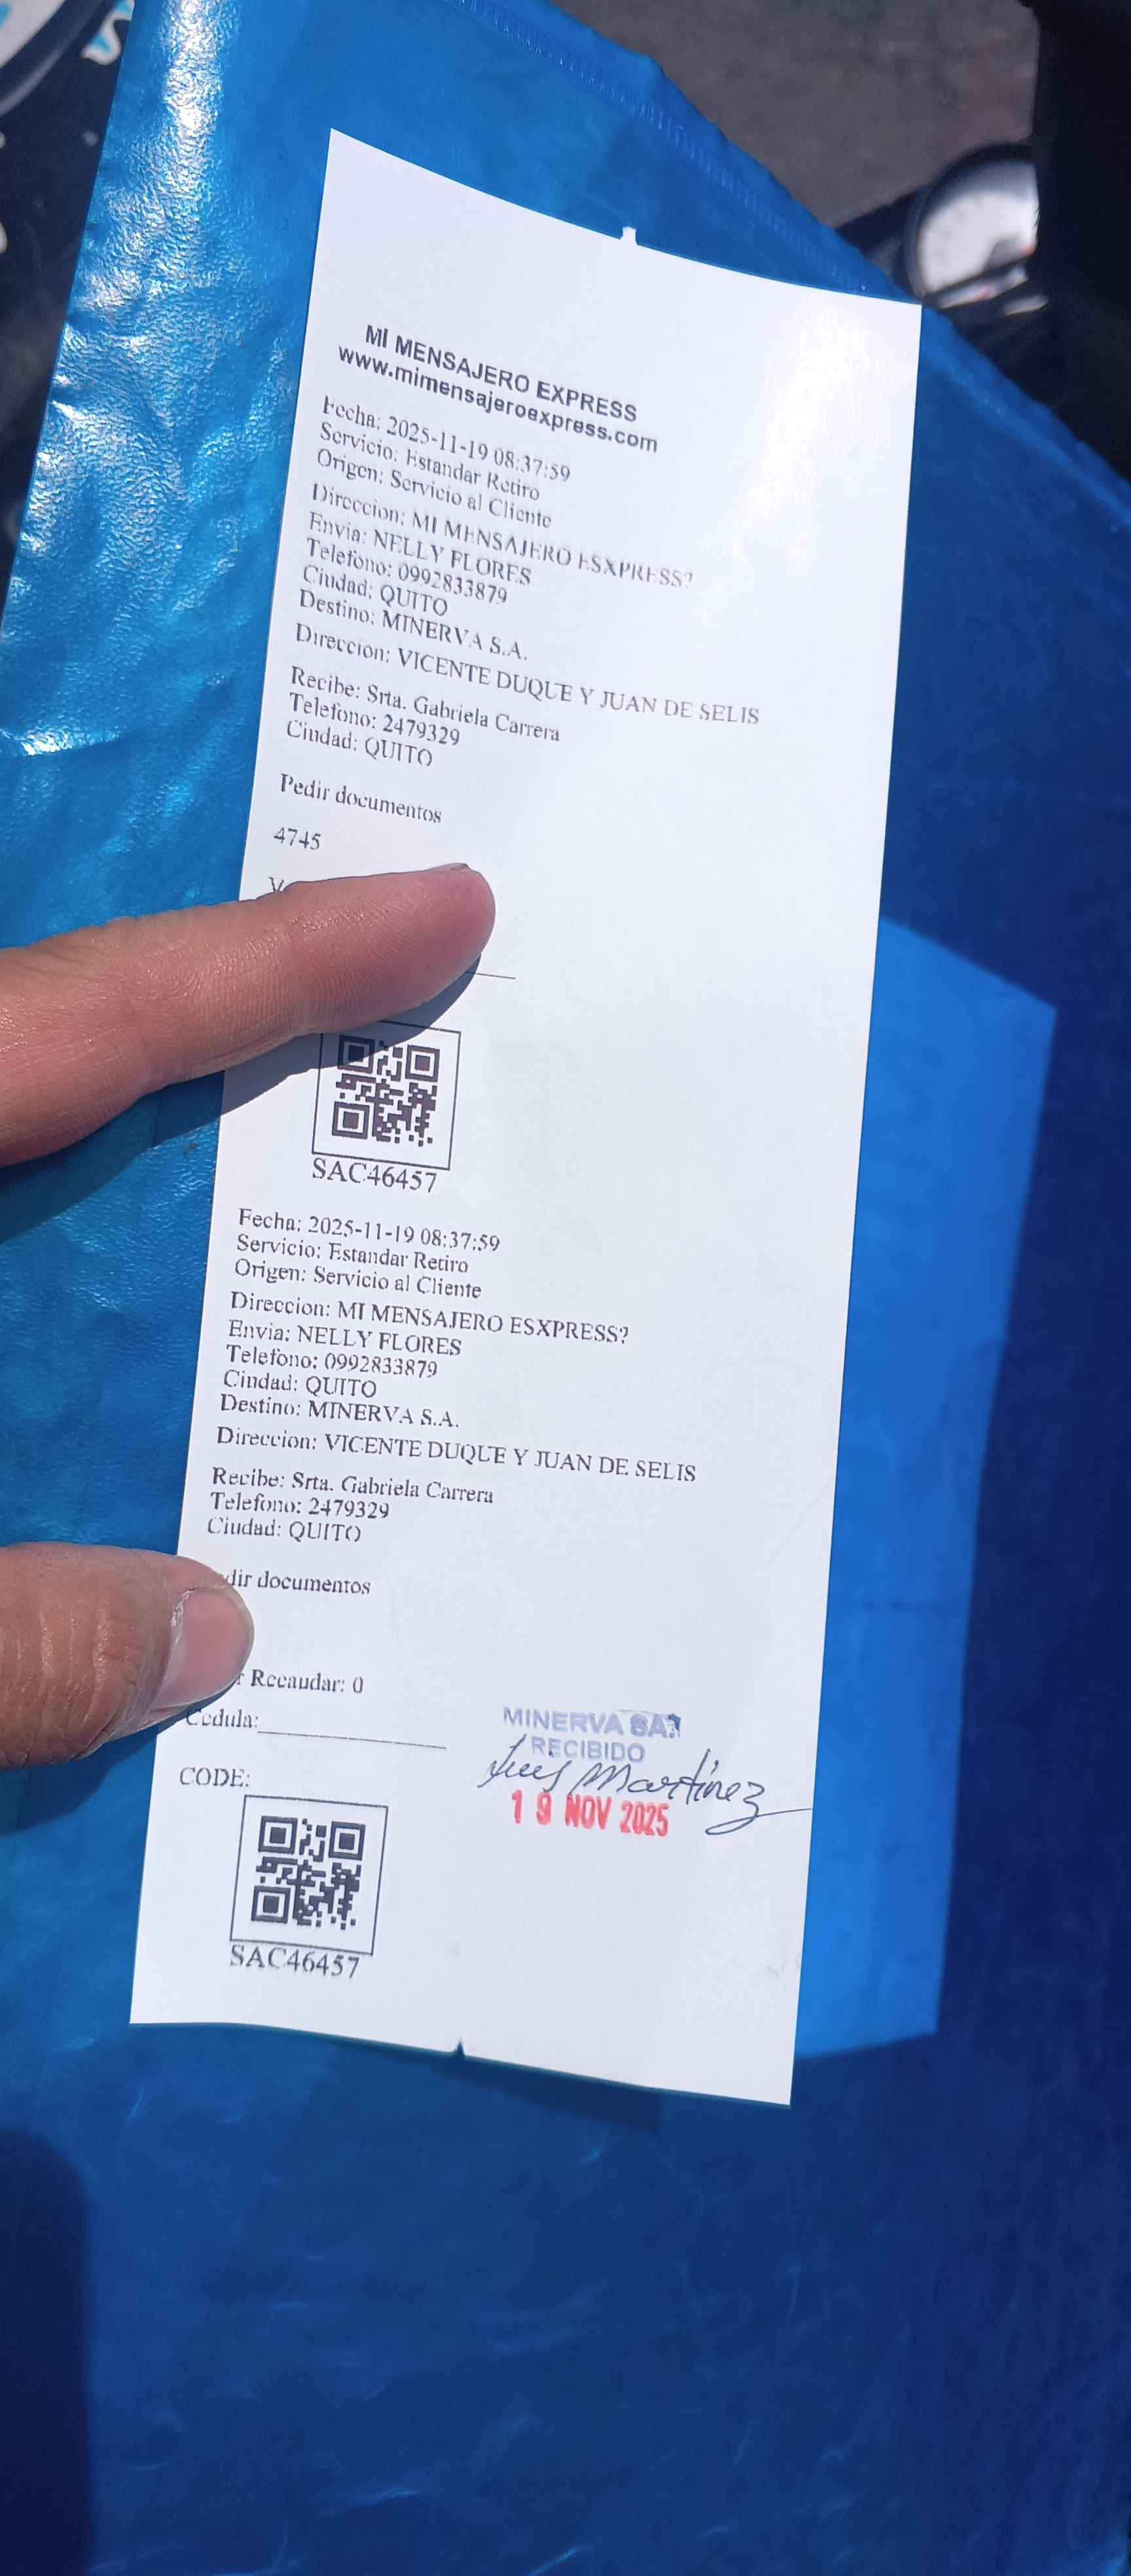 MI MENSAJERO EXPRESS
www.mimensajeroexpress.com
Fecha: 2025-11-19 08:37:59
Servicio: Estandar Retiro
Origen: Servicio al Cliente
Direccion: MI MENSAJERO ESXPRESS?
Envia: NELLY FLORES
Telefono: 0992833879
Ciudad: QUITO
Destino: MINERVA S.A.
Direccion: VICENTE DUQUE Y JUAN DE SELIS
Recibe: Srta. Gabriela Carrera
Telefono: 2479329
Ciudad: QUITO
Pedir documentos
4745
SAC46457
Fecha: 2025-11-19 08:37:59
Servicio: Estandar Retiro
Origen: Servicio al Cliente
Direccion: MI MENSAJERO ESXPRESS?
Envia: NELLY FLORES
Telefono: 0992833879
Ciudad: QUITO
Destino: MINERVA S.A.
Direccion: VICENTE DUQUE Y JUAN DE SELIS
Recibe: Srta. Gabriela Carrera
Telefono: 2479329
Ciudad: QUITO
documentos
Recaudar: 0
Cedula:
MINERVA SA
RECIBIDO
Luis Martinez
19 NOV 2025
CODE:
SAC46457